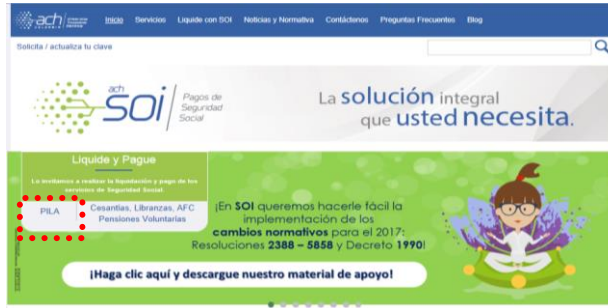 ach
COLOMBIA
Inicio Servicios Liquide con SOI Noticias y Normativa Contáctenos Preguntas Frecuentes Blog
Solicita / actualiza tu clave
ach
SOI
Pagos de
Seguridad
Social
La solución integral
que usted necesita.
Liquide y Pague
Lo invitamos a realizar la liquidación y pago de los
servicios de Seguridad Social.
PILA
Cesantías, Libranzas, AFC
Pensiones Voluntarias
¡En SOI queremos hacerle fácil la
implementación de los
cambios normativos para el 2017:
Resoluciones 2388 – 5858 y Decreto 1990!
¡Haga clic aquí y descargue nuestro material de apoyo!